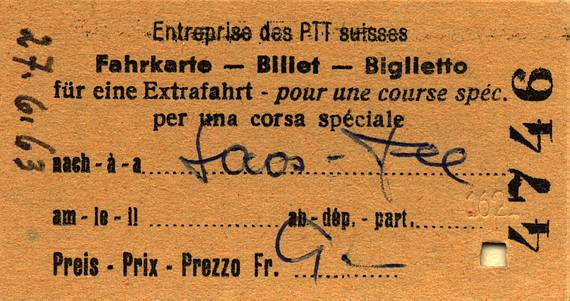 Entreprise des PTT suisses
Fahrkarte — Billet — Biglietto
für eine Extrafahrt - pour une course spéc.
per una corsa spéciale
nach - à - a Saas-Fee
am - le - il ab - dép. - part.
Preis - Prix - Prezzo Fr. 9.—
27. 6. 63
4746